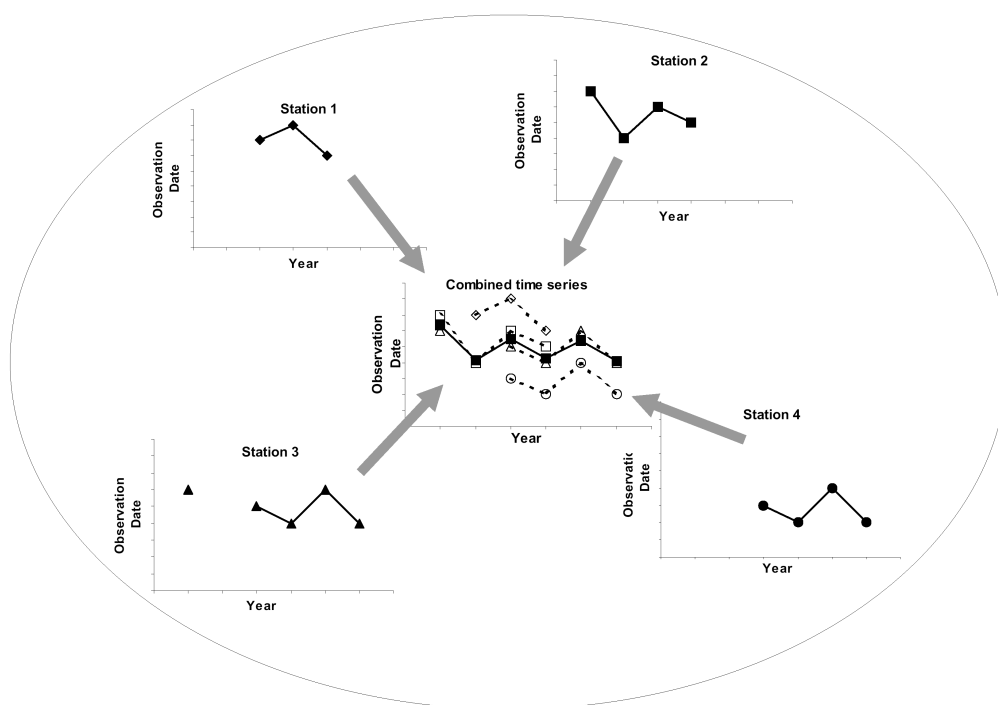 Station 1
Observation
Date
Year
Station 2
Observation
Date
Year
Combined time series
Observation
Date
Year
Station 3
Observation
Date
Year
Station 4
Date
Year